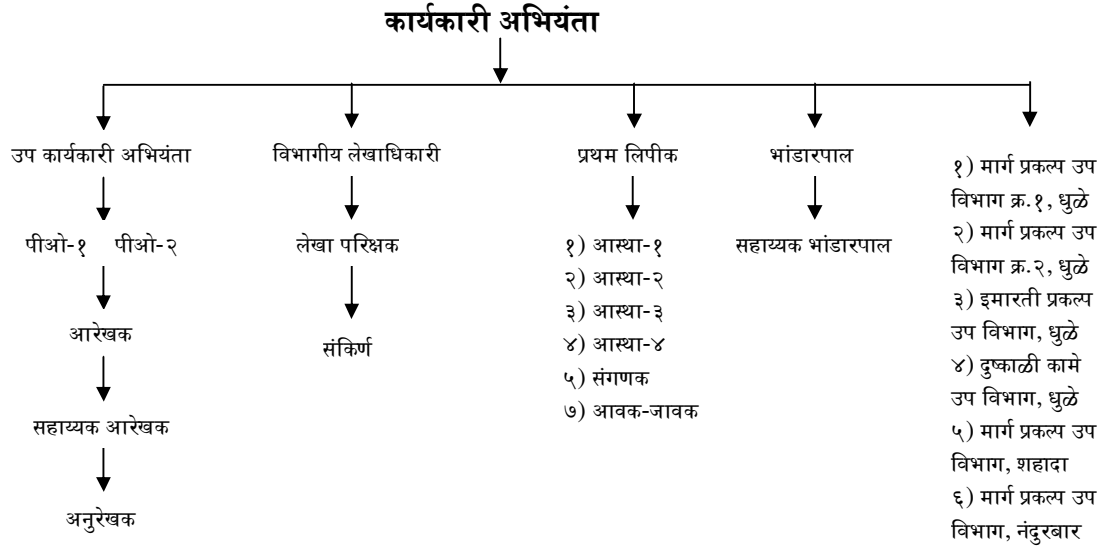 कार्यकारी अभियंता
उप कार्यकारी अभियंता
पीओ-१ पीओ-२
आरेखक
सहाय्यक आरेखक
अनुरेखक
विभागीय लेखाधिकारी
लेखा परिक्षक
संकिर्ण
प्रथम लिपीक
१) आस्था-१
२) आस्था-२
३) आस्था-३
४) आस्था-४
५) संगणक
७) आवक-जावक
भांडारपाल
सहाय्यक भांडारपाल
१) मार्ग प्रकल्प उप
विभाग क्र.१, धुळे
२) मार्ग प्रकल्प उप
विभाग क्र.२, धुळे
३) इमारती प्रकल्प
उप विभाग, धुळे
४) दुष्काळी कामे
उप विभाग, धुळे
५) मार्ग प्रकल्प उप
विभाग, शहादा
६) मार्ग प्रकल्प उप
विभाग, नंदुरबार